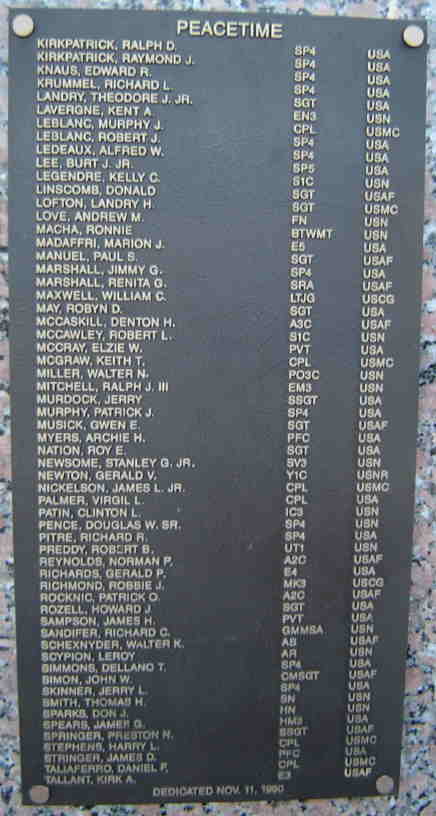 PEACETIME
KIRKPATRICK, RALPH D. SP4 USA
KIRKPATRICK, RAYMOND J. SP4 USA
KNAUS, EDWARD R. SP4 USA
KRUMMEL, RICHARD L. SP4 USA
LANDRY, THEODORE J. JR. SGT USA
LAVERGNE, KENT A. EN3 USN
LEBLANC, MURPHY J. CPL USMC
LEBLANC, ROBERT J. SP4 USA
LEDEAUX, ALFRED W. SP4 USA
LEE, BURT J. JR. SP5 USA
LEGENDRE, KELLY C. S1C USN
LINSCOMB, DONALD SGT USAF
LOFTON, LANDRY H. SGT USMC
LOVE, ANDREW M. FN USN
MACHA, RONNIE BTWMT USN
MADAFFRI, MARION J. E5 USA
MANUEL, PAUL S. SGT USAF
MARSHALL, JIMMY G. SP4 USA
MARSHALL, RENITA G. SRA USAF
MAXWELL, WILLIAM C. LTJG USCG
MAY, ROBYN D. SGT USA
MCCASKILL, DENTON H. A3C USAF
MCCAWLEY, ROBERT L. S1C USN
MCCRAY, ELZIE W. PVT USA
MCGRAW, KEITH T. CPL USMC
MILLER, WALTER N. PO3C USN
MITCHELL, RALPH J. III EM3 USN
MURDOCK, JERRY SSGT USA
MURPHY, PATRICK J. SP4 USA
MUSICK, GWEN E. SGT USAF
MYERS, ARCHIE H. PFC USA
NATION, ROY E. SGT USA
NEWSOME, STANLEY G. JR. SV3 USN
NEWTON, GERALD V. Y1C USNR
NICKELSON, JAMES L. JR. CPL USMC
PALMER, VIRGIL L. CPL USA
PATIN, CLINTON L. IC3 USN
PENCE, DOUGLAS W. SR. SP4 USN
PITRE, RICHARD R. SP4 USA
PREDDY, ROBERT B. UT1 USN
REYNOLDS, NORMAN P. A2C USAF
RICHARDS, GERALD P. E4 USA
RICHMOND, ROBBIE J. MK3 USCG
ROCKNIC, PATRICK O. A2C USAF
ROZELL, HOWARD J SGT USA
SAMPSON, JAMES H. PVT USA
SANDIFER, RICHARD C. GMMSA USN
SCHEXNYDER, WALTER K. AS USAF
SCYPION, LEROY AR USN
SIMMONS, DELLANO T. SP4 USA
SIMON, JOHN W. CMSGT USAF
SKINNER, JERRY L. SP4 USA
SMITH, THOMAS H. SN USN
SPARKS, DON J. HN USN
SPEARS, JAMES G. HM3 USA
SPRINGER, PRESTON N. SSGT USAF
STEPHENS, HARRY L. CPL USMC
STRINGER, JAMES D. PFC USA
TALIAFERRO, DANIEL P. CPL USMC
TALLANT, KIRK A. E3 USAF
DEDICATED NOV. 11, 1990